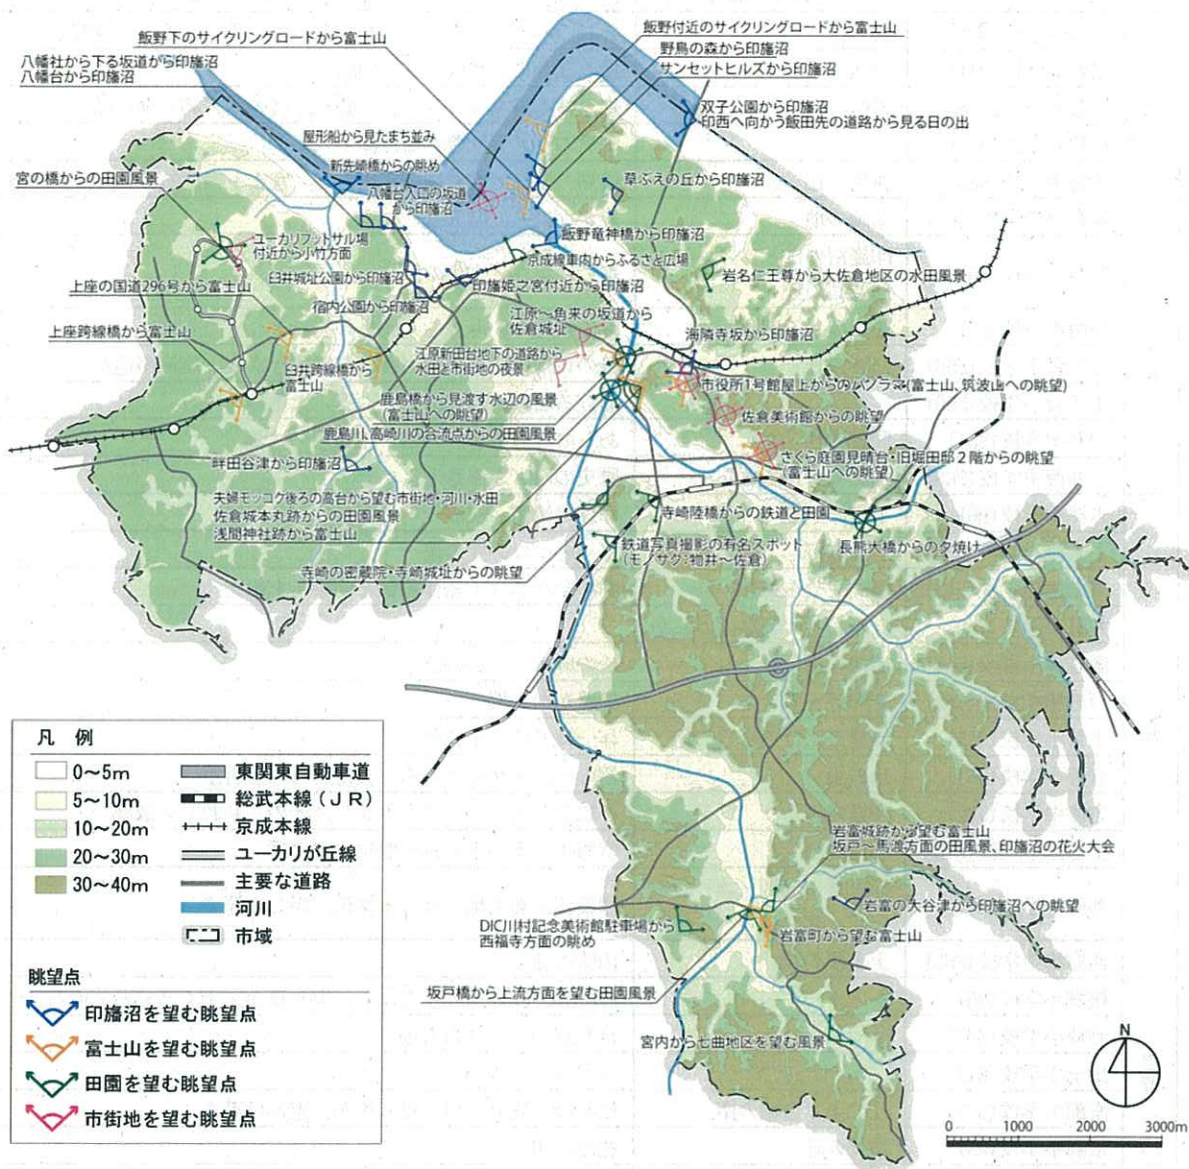 飯野下のサイクリングロードから富士山
飯野付近のサイクリングロードから富士山
野鳥の森から印旛沼
サンセットヒルズから印旛沼
八幡社から下る坂道から印旛沼
八幡台から印旛沼
双子公園から印旛沼
印西へ向かう飯田先の道路から見る日の出
屋形船から見たまち並み
新先崎橋からの眺め
宮の橋からの田園風景
八幡台入口の坂道
から印旛沼
草ぶえの丘から印旛沼
ユーカリフットサル場
付近から小竹方面
飯野竜神橋から印旛沼
京成線車内からふるさと広場
臼井城址公園から印旛沼
印旛姫之宮付近から印旛沼
岩名仁王尊から大佐倉地区の水田風景
上座の国道296号から富士山
宿内公園から印旛沼
江原〜角来の坂道から
佐倉城址
上座跨線橋から富士山
海隣寺坂から印旛沼
江原新田台地下の道路から
水田と市街地の夜景
臼井跨線橋から
富士山
市役所1号館屋上からのパノラマ(富士山、筑波山への眺望)
鹿島橋から見渡す水辺の風景
(富士山への眺望)
佐倉美術館からの眺望
鹿島川、高崎川の合流点からの田園風景
さくら庭園見晴台・旧堀田邸2階からの眺望
(富士山への眺望)
畔田谷津から印旛沼
夫婦モッコク後ろの高台から望む市街地・河川・水田
佐倉城本丸跡からの田園風景
浅間神社跡から富士山
寺崎陸橋からの鉄道と田園
鉄道写真撮影の有名スポット
(モノサク:物井〜佐倉)
長熊大橋からの夕焼け
寺崎の密蔵院・寺崎城址からの眺望
凡 例
0〜5m
5〜10m
10〜20m
20〜30m
30〜40m
東関東自動車道
総武本線(JR)
京成本線
ユーカリが丘線
主要な道路
河川
市域
眺望点
印旛沼を望む眺望点
富士山を望む眺望点
田園を望む眺望点
市街地を望む眺望点
岩富城跡から望む富士山
坂戸〜馬渡方面の田風景、印旛沼の花火大会
岩富の大谷津から印旛沼への眺望
DIC川村記念美術館駐車場から
西福寺方面の眺め
岩富町から望む富士山
坂戸橋から上流方面を望む田園風景
宮内から七曲地区を望む風景
N
0 1000 2000 3000m